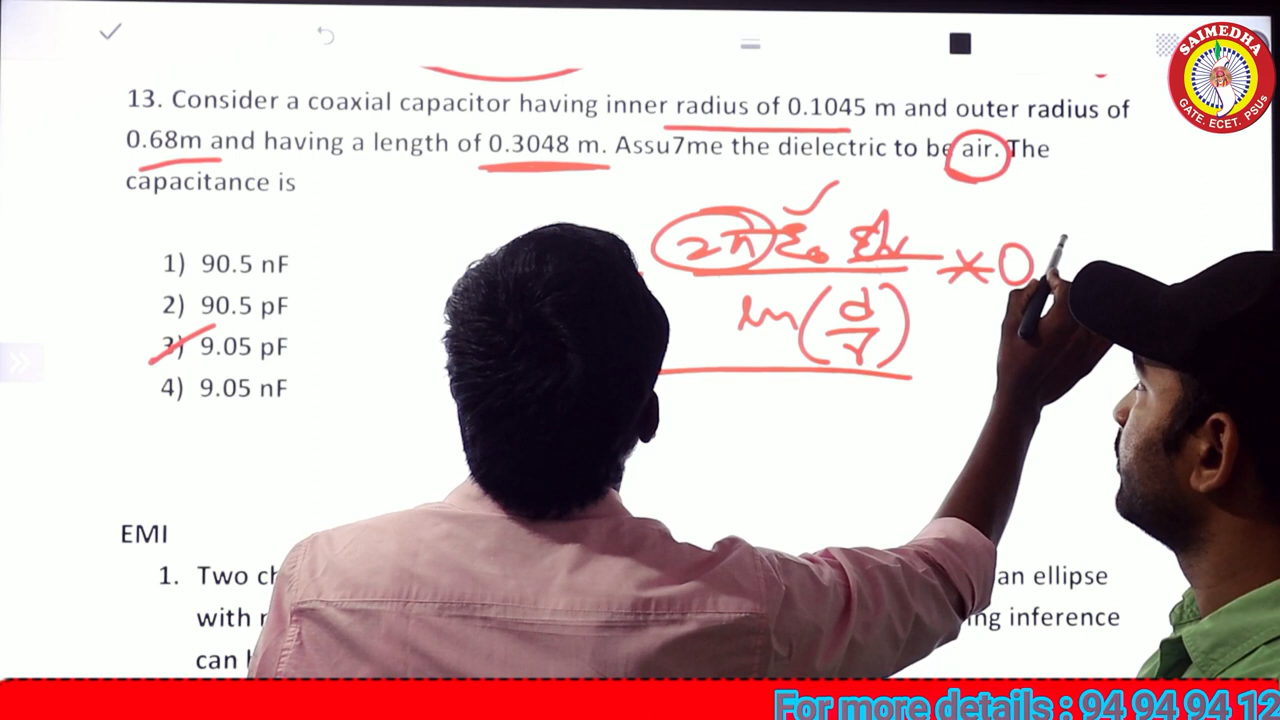 SAIMEDHA
GATE. ECET. PSUs
13. Consider a coaxial capacitor having inner radius of 0.1045 m and outer radius of
0.68m and having a length of 0.3048 m. Assu7me the dielectric to be air. The
capacitance is
2π ε₀ εr × 0
ln(d/r)
1) 90.5 nF
2) 90.5 pF
3) 9.05 pF
4) 9.05 nF
EMI
1. Two an ellipse
with inference
can
For more details : 94 94 94 12